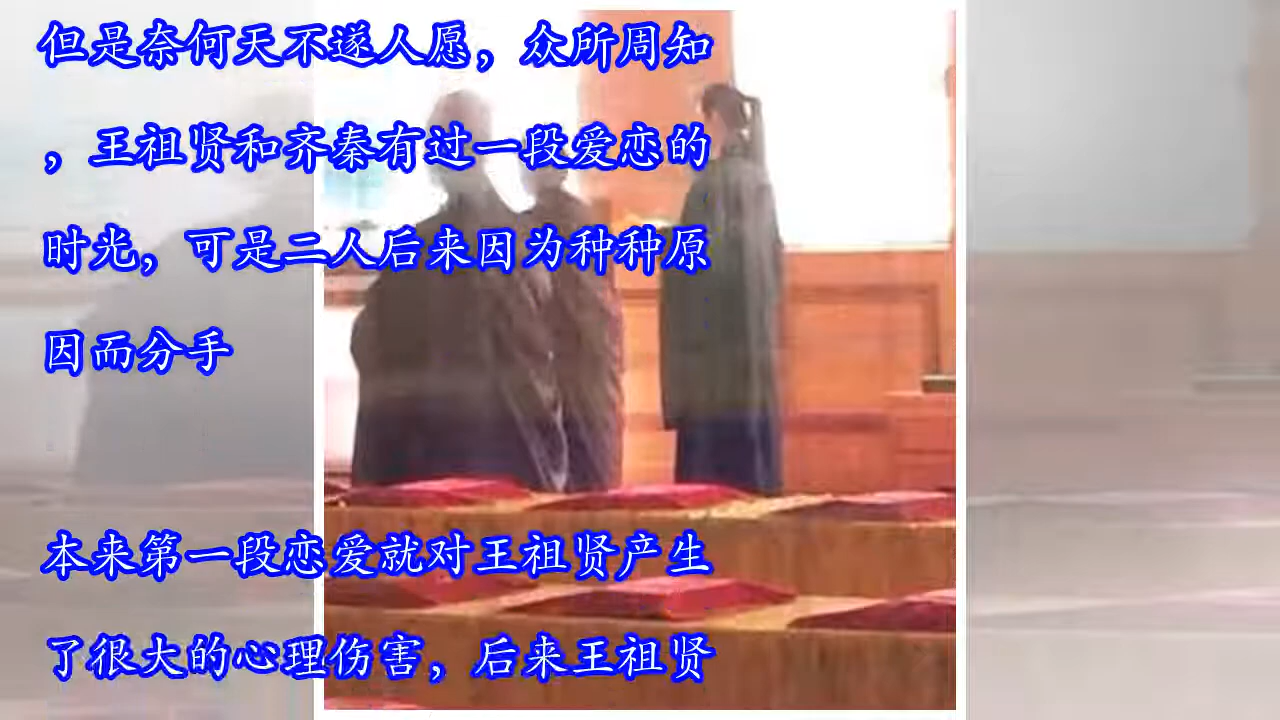 但是奈何天不遂人愿，众所周知
，王祖贤和齐秦有过一段爱恋的
时光，可是二人后来因为种种原
因而分手
本来第一段恋爱就对王祖贤产生
了很大的心理伤害，后来王祖贤